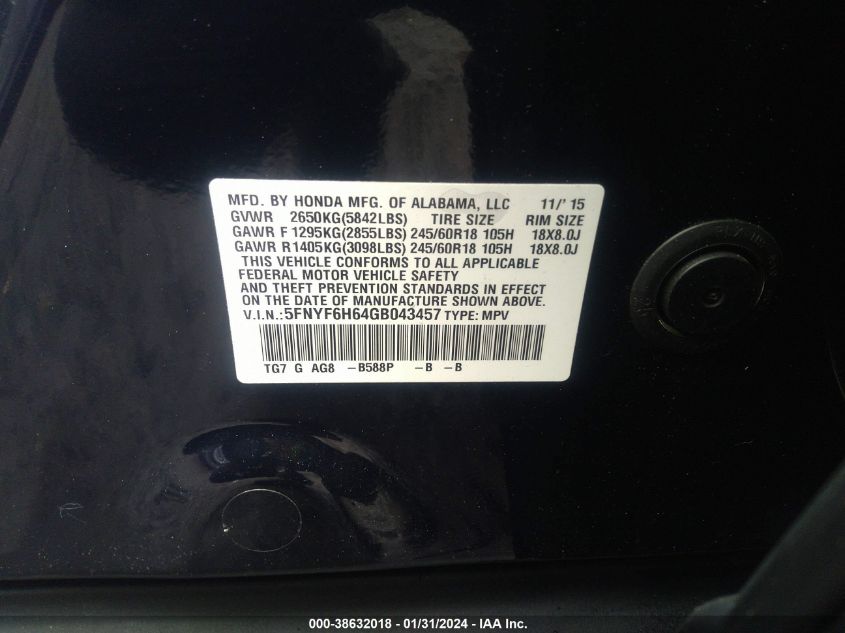 MFD. BY HONDA MFG. OF ALABAMA, LLC 11/' 15
GVWR 2650KG(5842LBS) TIRE SIZE RIM SIZE
GAWR F 1295KG(2855LBS) 245/60R18 105H 18X8.0J
GAWR R1405KG(3098LBS) 245/60R18 105H 18X8.0J
THIS VEHICLE CONFORMS TO ALL APPLICABLE
FEDERAL MOTOR VEHICLE SAFETY
AND THEFT PREVENTION STANDARDS IN EFFECT
ON THE DATE OF MANUFACTURE SHOWN ABOVE.
V.I.N.: 5FNYF6H64GB043457 TYPE: MPV
TG7 G AG8 -B588P -B -B
000-38632018 - 01/31/2024 - IAA Inc.